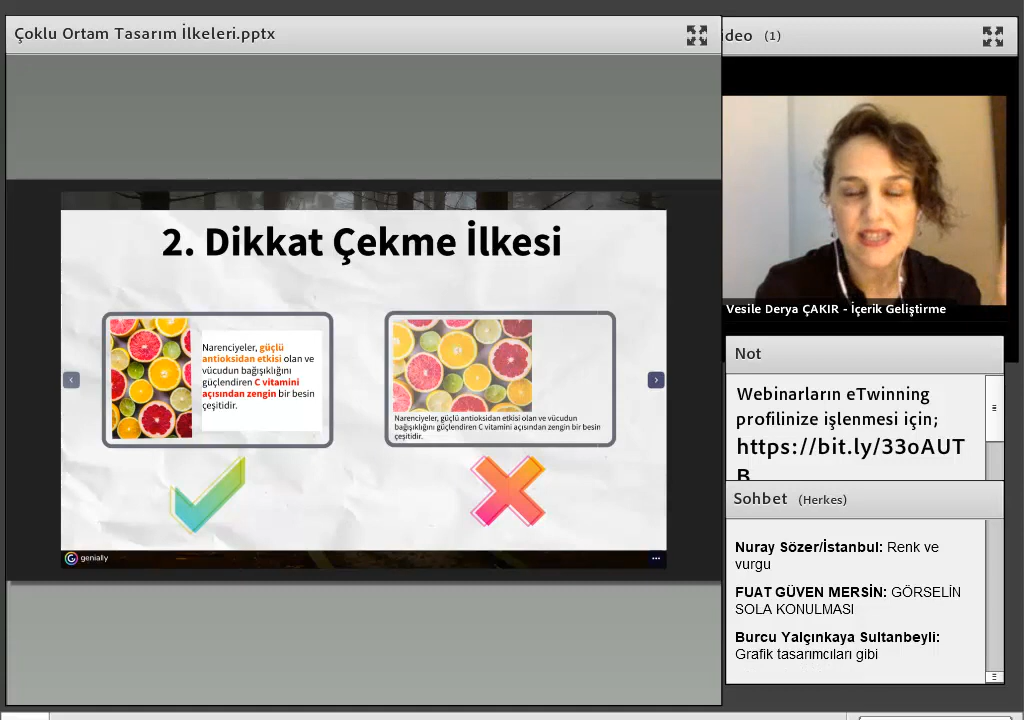 Çoklu Ortam Tasarım İlkeleri.pptx
ideo (1)
2. Dikkat Çekme İlkesi
Narenciyeler, güçlü
antioksidan etkisi olan ve
vücudun bağışıklığını
güçlendiren C vitamini
açısından zengin bir besin
çeşitidir.
Narenciyeler, güçlü antioksidan etkisi olan ve vücudun
bağışıklığını güçlendiren C vitamini açısından zengin bir besin
çeşitidir.
genially
Vesile Derya ÇAKIR - İçerik Geliştirme
Not
Webinarların eTwinning
profilinize işlenmesi için;
https://bit.ly/33oAUT
B
Sohbet (Herkes)
Nuray Sözer/İstanbul: Renk ve
vurgu
FUAT GÜVEN MERSİN: GÖRSELİN
SOLA KONULMASI
Burcu Yalçınkaya Sultanbeyli:
Grafik tasarımcıları gibi